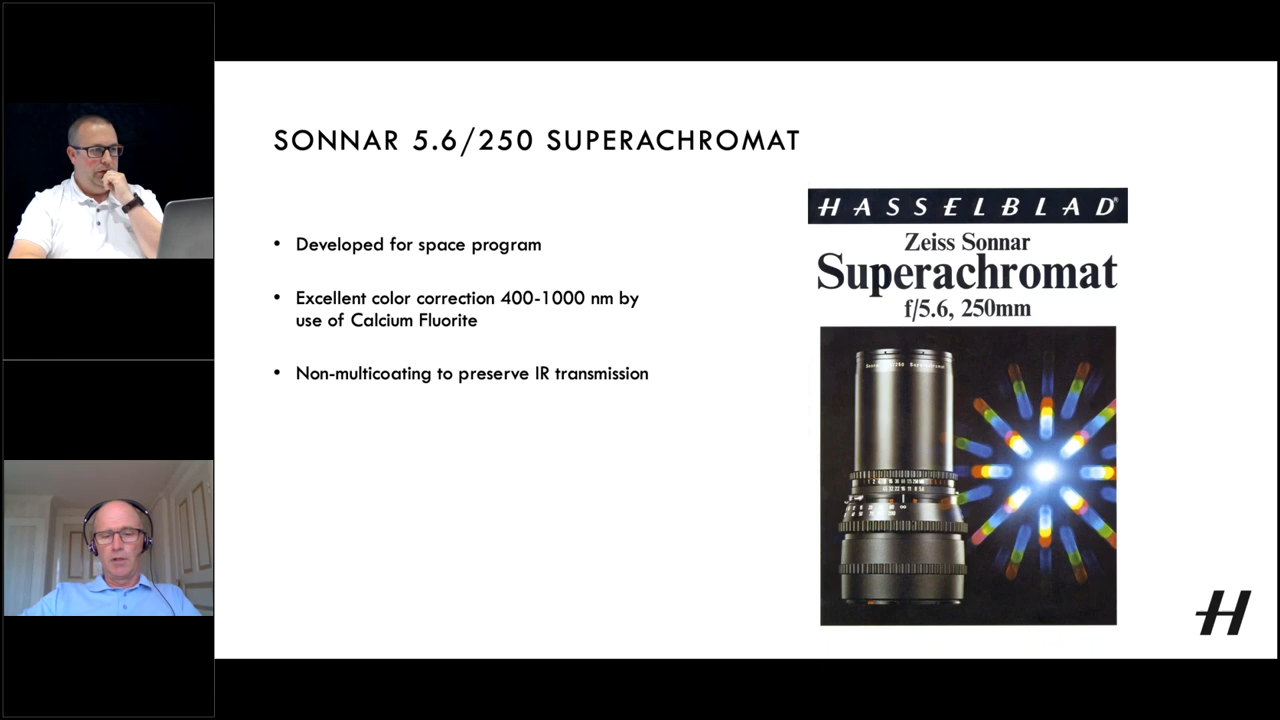 SONNAR 5.6/250 SUPERACHROMAT
• Developed for space program
• Excellent color correction 400-1000 nm by
use of Calcium Fluorite
• Non-multicoating to preserve IR transmission
HASSELBLAD®
Zeiss Sonnar
Superachromat
f/5.6, 250mm
H